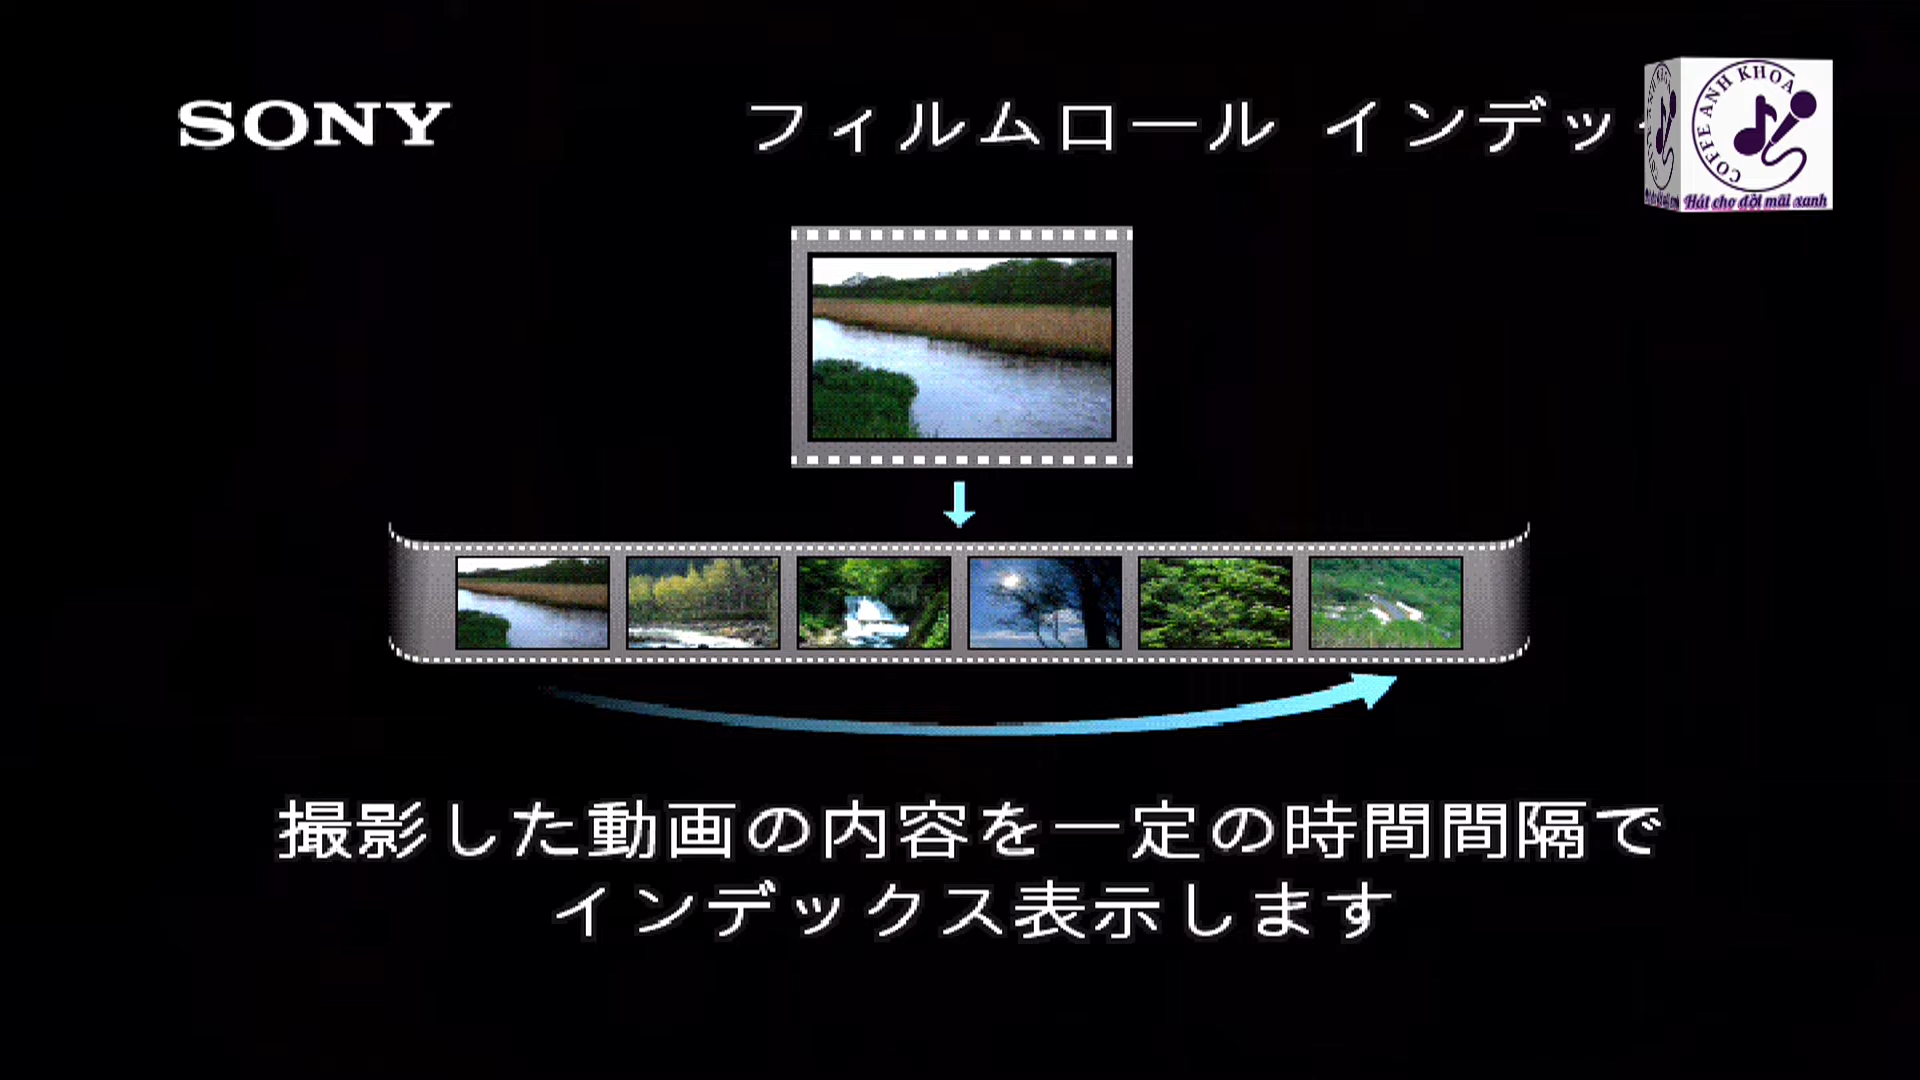 SONY
フィルムロール インデッ
COFFEE ANH KHOA
Hát cho đời mãi xanh
撮影した動画の内容を一定の時間間隔で
インデックス表示します